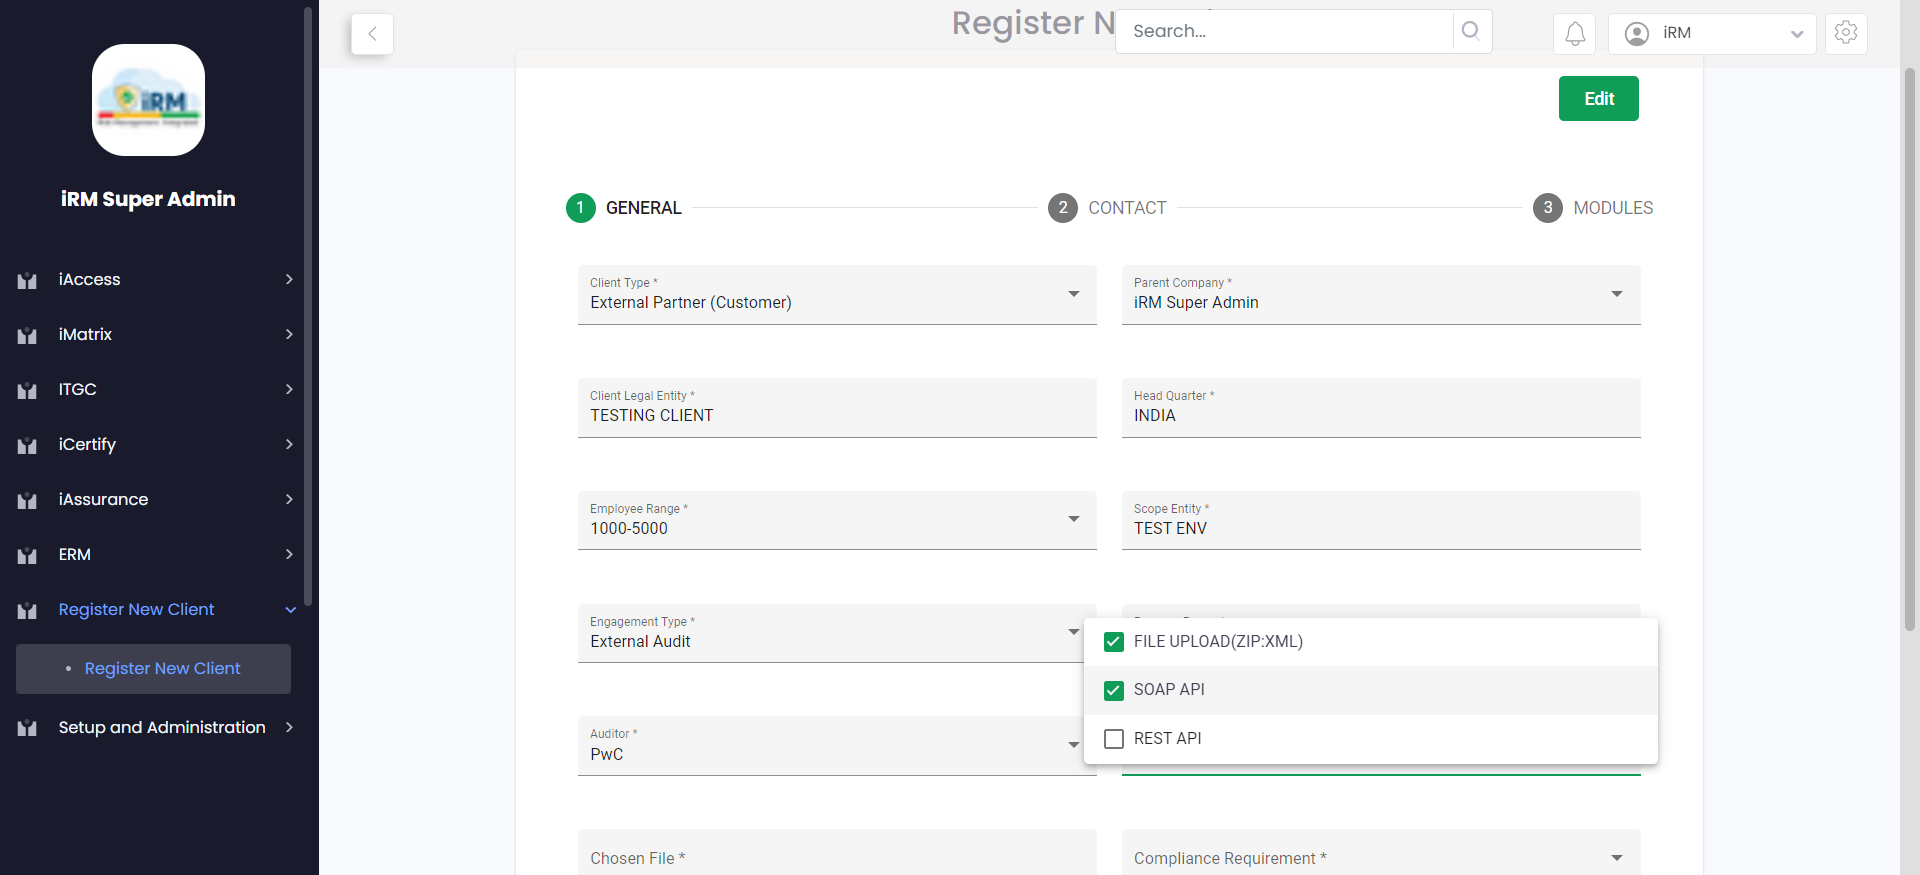 Register N
Search...
iRM
iRM
iRM Super Admin
iAccess
iMatrix
ITGC
iCertify
iAssurance
ERM
Register New Client
Register New Client
Setup and Administration
Edit
1 GENERAL
2 CONTACT
3 MODULES
Client Type *
External Partner (Customer)
Parent Company *
iRM Super Admin
Client Legal Entity *
TESTING CLIENT
Head Quarter *
INDIA
Employee Range *
1000-5000
Scope Entity *
TEST ENV
Engagement Type *
External Audit
FILE UPLOAD(ZIP:XML)
SOAP API
REST API
Auditor *
PwC
Chosen File *
Compliance Requirement *